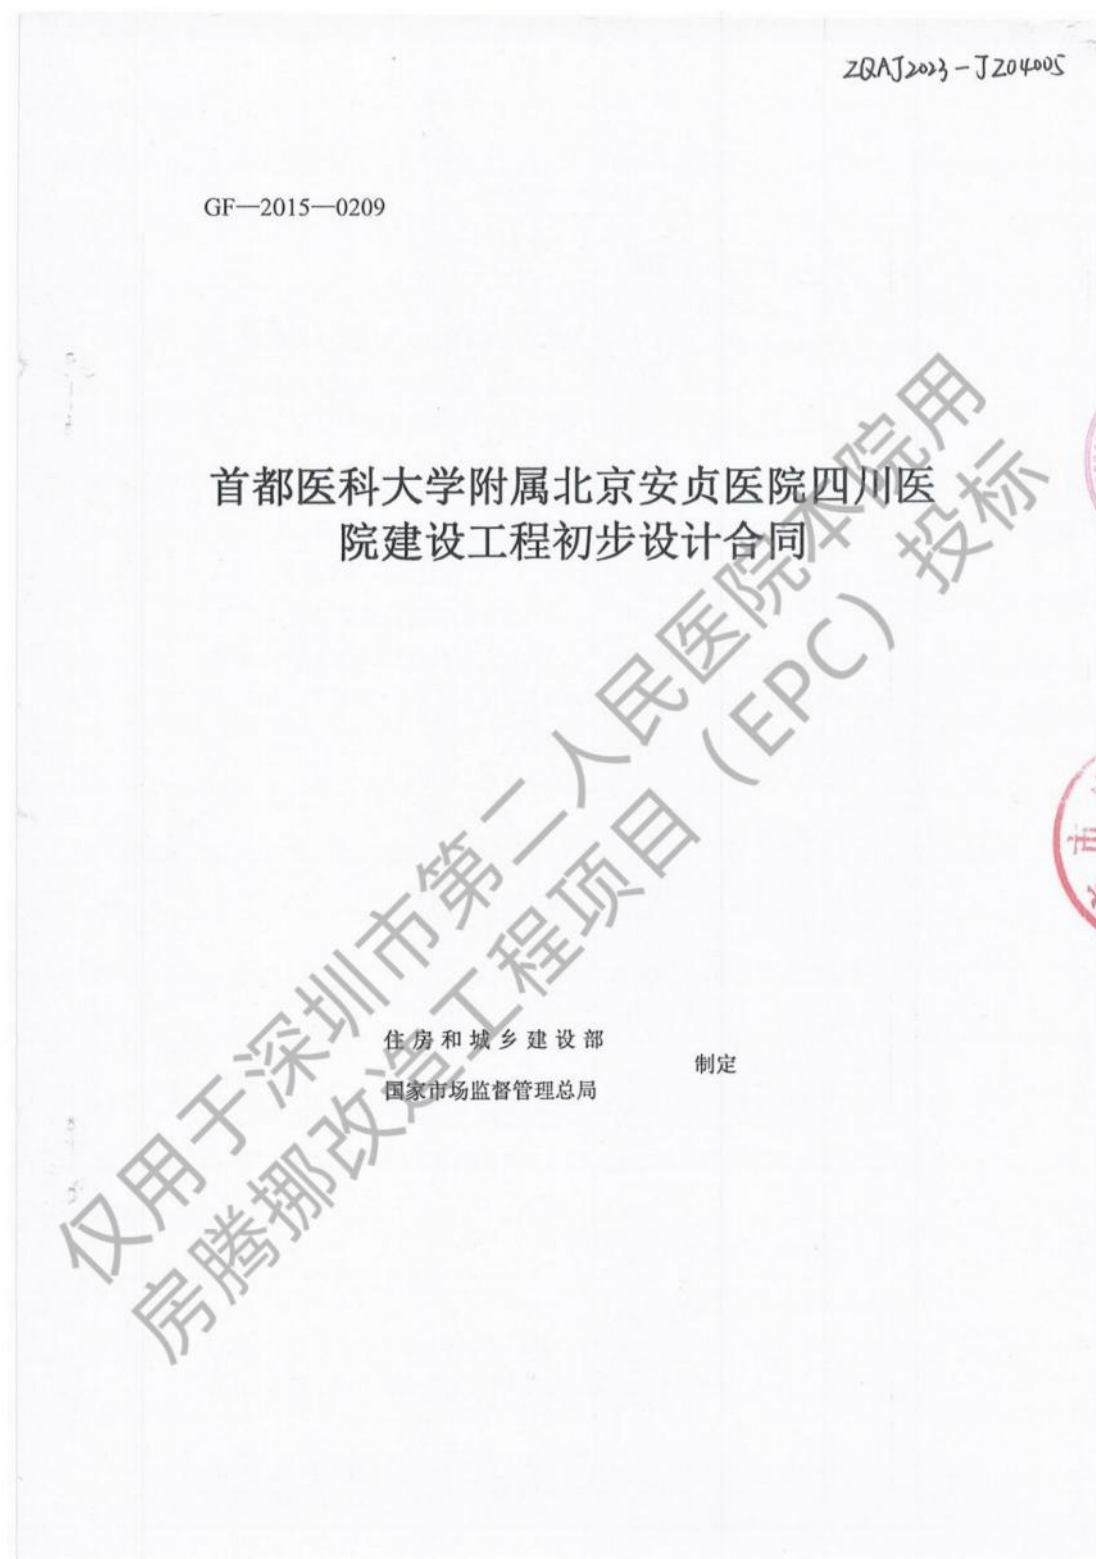 ZQAJ2023-JZ04005
GF—2015—0209
首都医科大学附属北京安贞医院四川医
院建设工程初步设计合同
仅用于深圳市第二人民医院本院用
房腾挪改造工程项目（EPC）投标
住房和城乡建设部
国家市场监督管理总局
制定
市